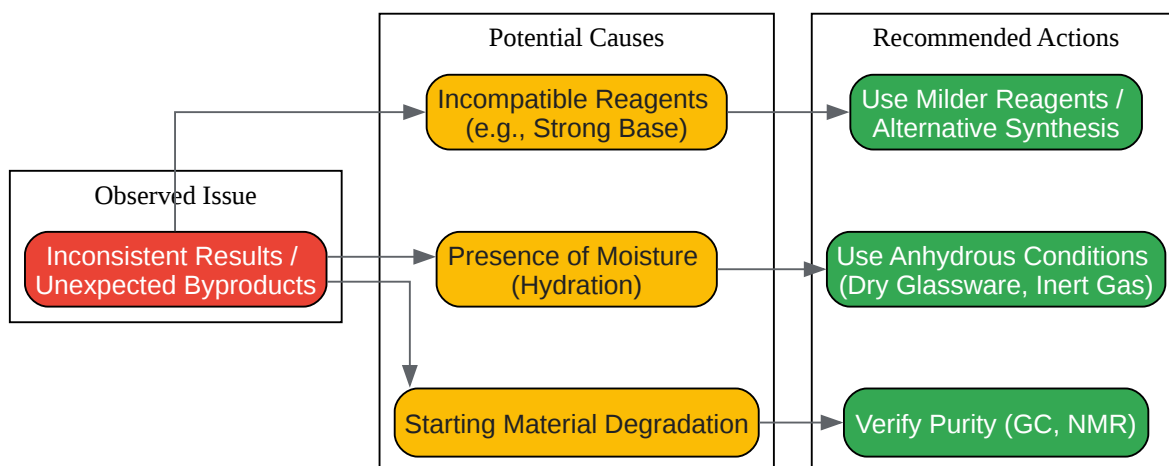 Potential Causes
Recommended Actions
Incompatible Reagents
(e.g., Strong Base)
Use Milder Reagents /
Alternative Synthesis
Observed Issue
Inconsistent Results /
Unexpected Byproducts
Presence of Moisture
(Hydration)
Use Anhydrous Conditions
(Dry Glassware, Inert Gas)
Starting Material Degradation
Verify Purity (GC, NMR)